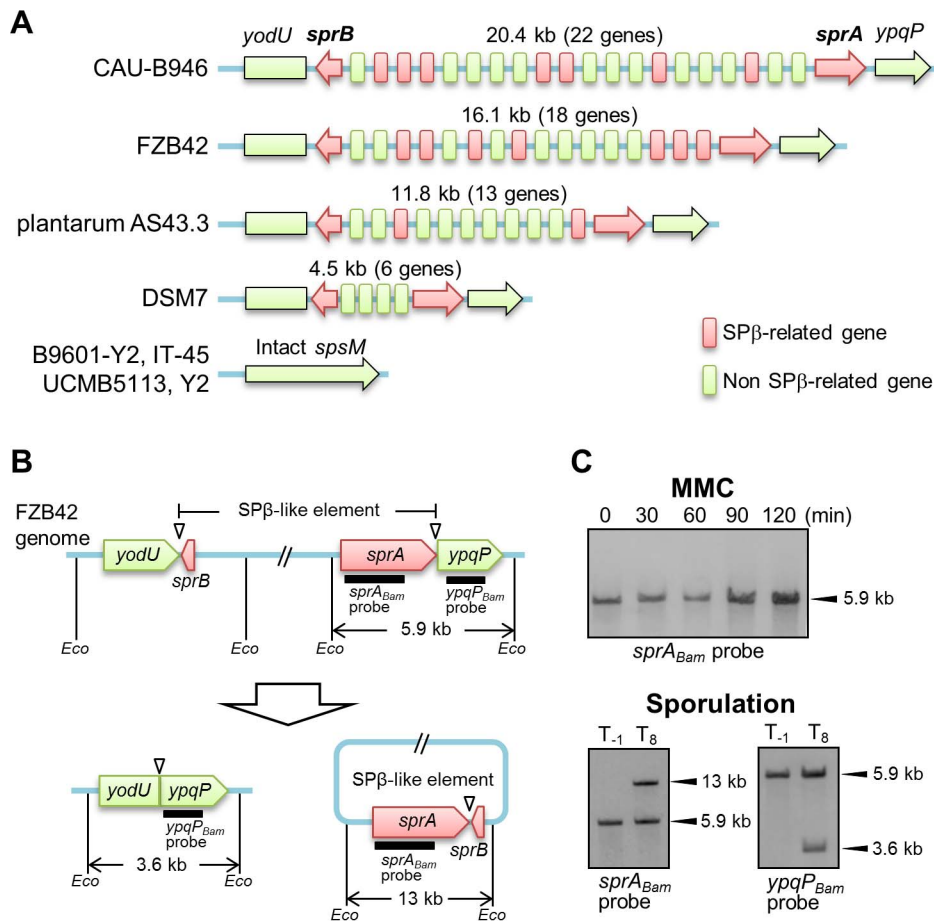 A
yodU sprB 20.4 kb (22 genes) sprA ypqP
CAU-B946
16.1 kb (18 genes)
FZB42
11.8 kb (13 genes)
plantarum AS43.3
4.5 kb (6 genes)
DSM7
B9601-Y2, IT-45
UCMB5113, Y2
Intact spsM
SPβ-related gene
Non SPβ-related gene
B
FZB42
genome
SPβ-like element
yodU
sprB
sprA
ypqP
sprABam
probe
ypqPBam
probe
5.9 kb
Eco Eco Eco Eco
yodU ypqP
ypqPBam
probe
3.6 kb
Eco Eco
SPβ-like element
sprA
sprB
sprABam
probe
13 kb
Eco Eco
C
MMC
0 30 60 90 120 (min)
5.9 kb
sprABam probe
Sporulation
T-1 T8
13 kb
5.9 kb
sprABam
probe
T-1 T8
5.9 kb
3.6 kb
ypqPBam
probe